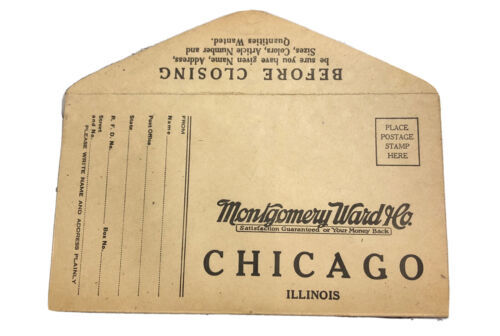 BEFORE CLOSING
be sure you have given Name, Address,
Sizes, Colors, Article Number and
Quantities Wanted.
FROM
Name
Post Office
State
R. F. D. No. Box No.
Street
and No.
PLEASE WRITE NAME AND ADDRESS PLAINLY
PLACE
POSTAGE
STAMP
HERE
Montgomery Ward & Co.
Satisfaction Guaranteed or Your Money Back
CHICAGO
ILLINOIS